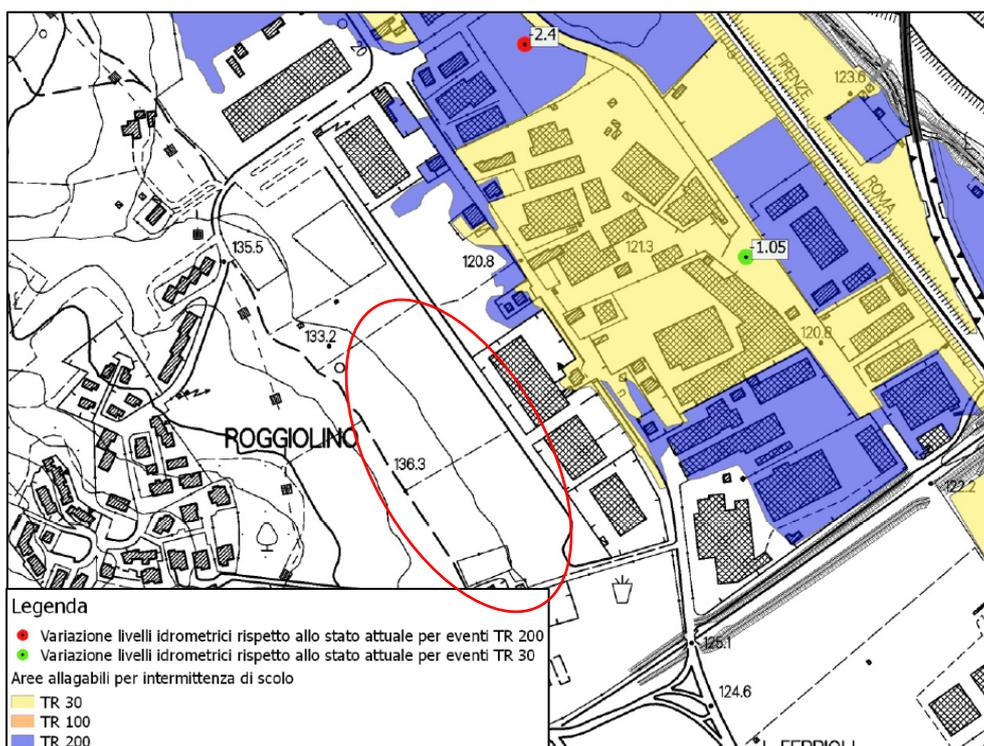 -2.4
20
FIRENZE
123.6
ROMA
135.5
120.8
121.3
-1.05
133.2
120.8
ROGGIOLINO
136.3
122.2
125.1
124.6
Legenda
Variazione livelli idrometrici rispetto allo stato attuale per eventi TR 200
Variazione livelli idrometrici rispetto allo stato attuale per eventi TR 30
Aree allagabili per intermittenza di scolo
TR 30
TR 100
TR 200